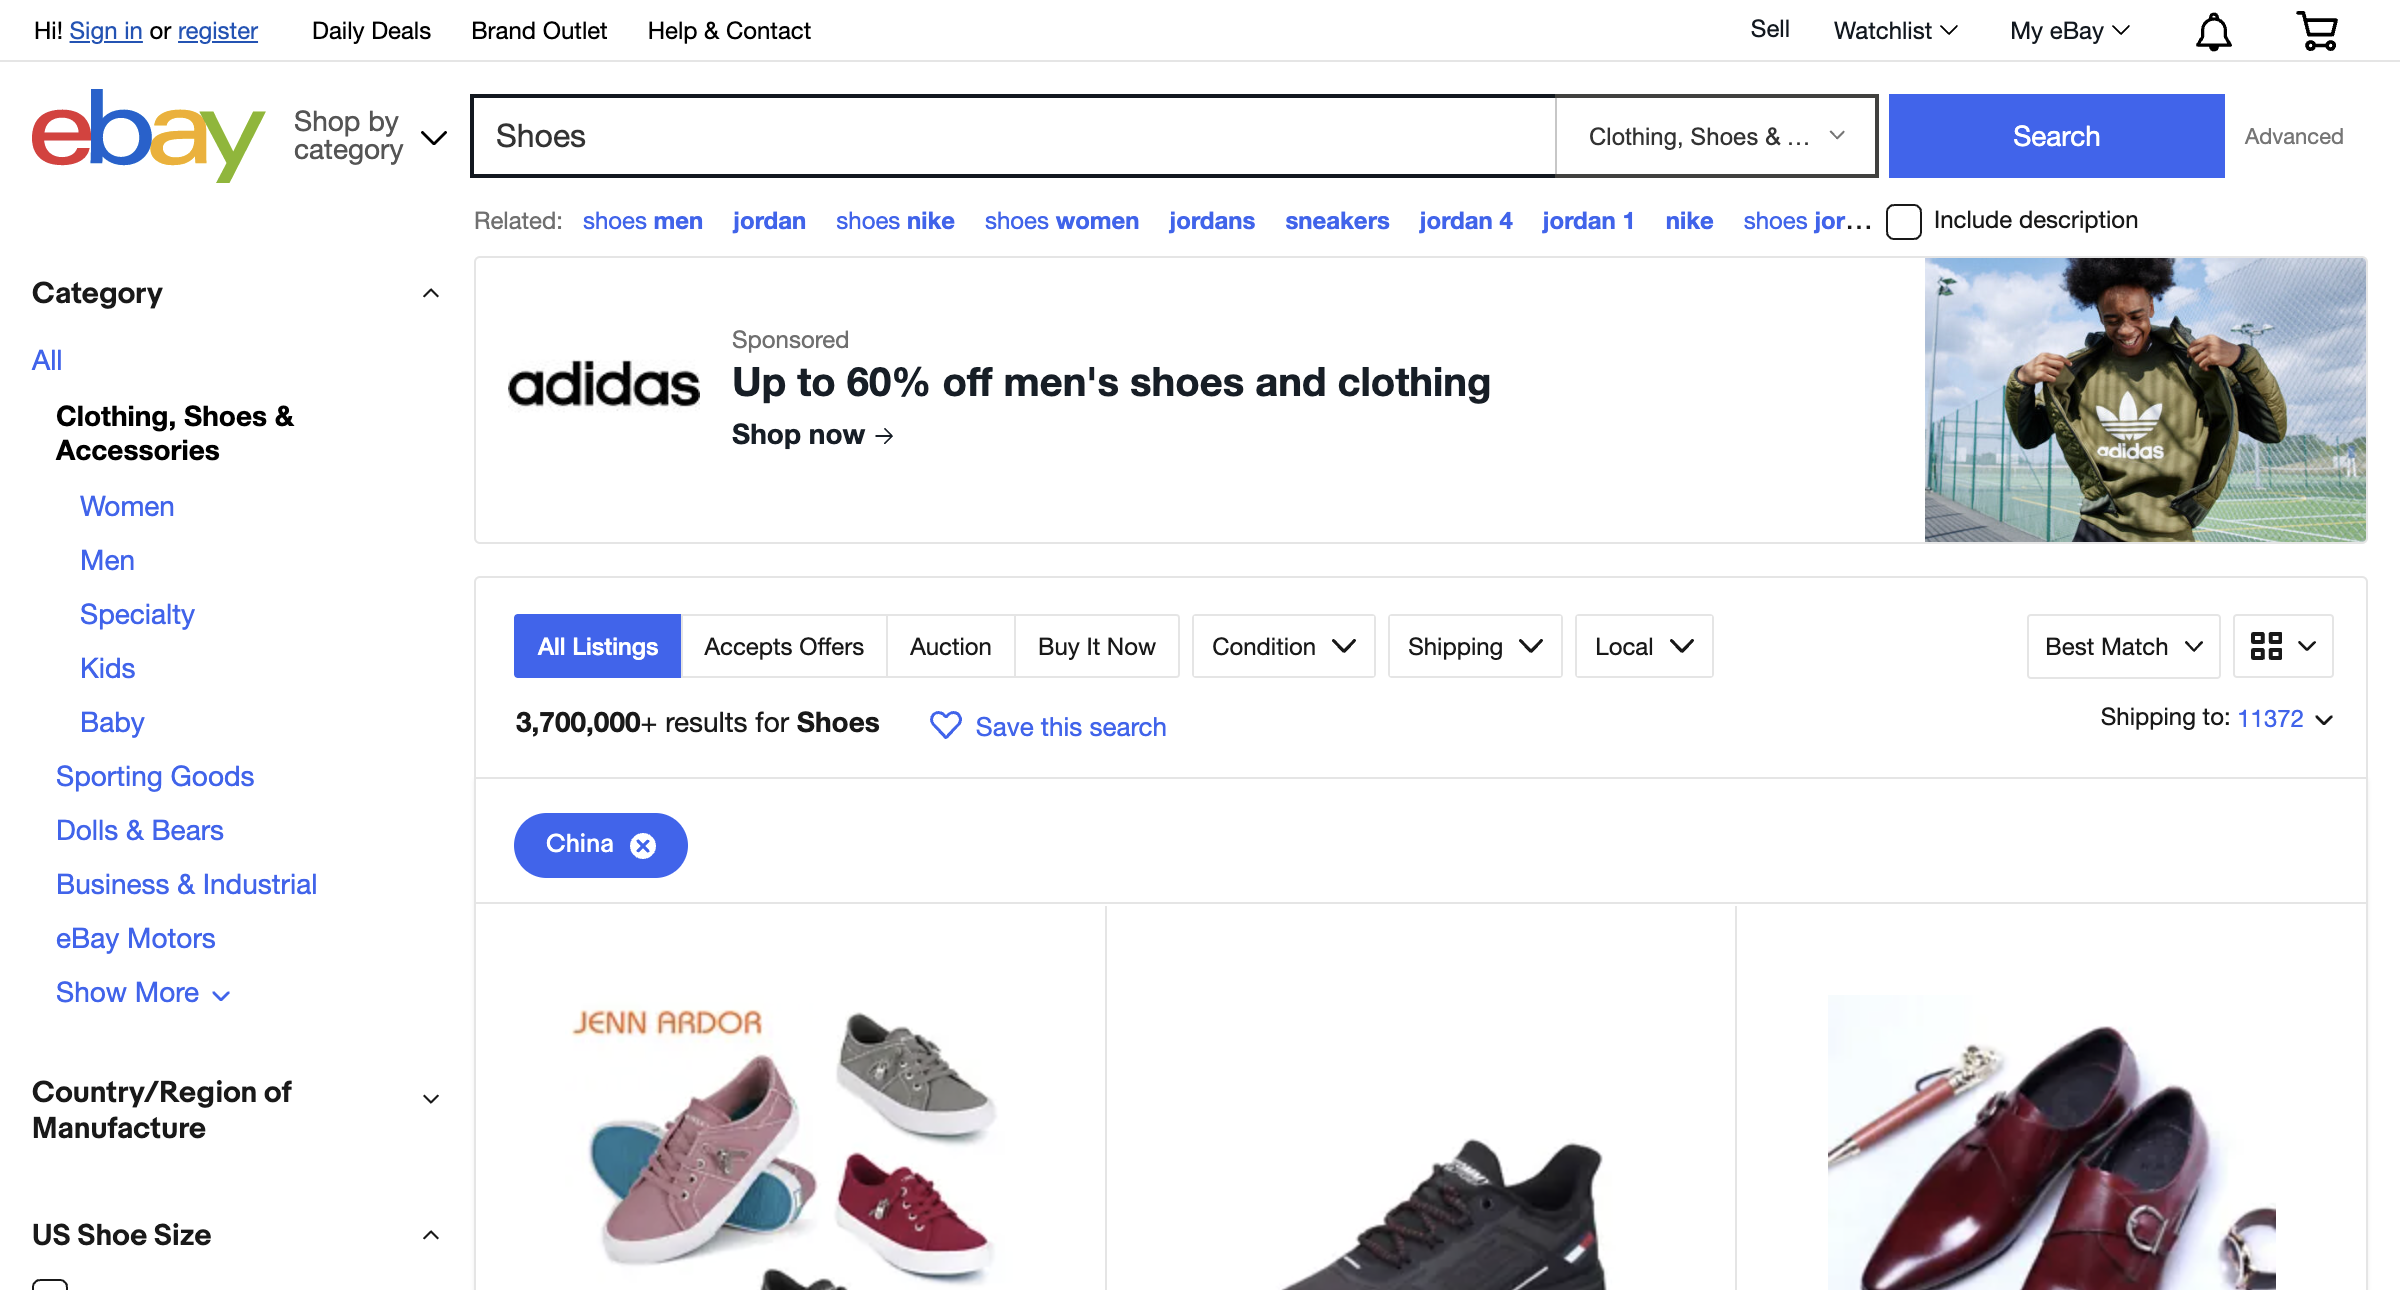 Hi! Sign in or register Daily Deals Brand Outlet Help & Contact Sell Watchlist My eBay
ebay
Shop by
category
Shoes
Clothing, Shoes & ...
Search
Advanced
Related: shoes men jordan shoes nike shoes women jordans sneakers jordan 4 jordan 1 nike shoes jor... Include description
Category
All
Clothing, Shoes &
Accessories
Women
Men
Specialty
Kids
Baby
Sporting Goods
Dolls & Bears
Business & Industrial
eBay Motors
Show More
Country/Region of
Manufacture
US Shoe Size
adidas
Sponsored
Up to 60% off men's shoes and clothing
Shop now →
adidas
All Listings Accepts Offers Auction Buy It Now Condition Shipping Local Best Match
3,700,000+ results for Shoes Save this search Shipping to: 11372
China
JENN ARDOR